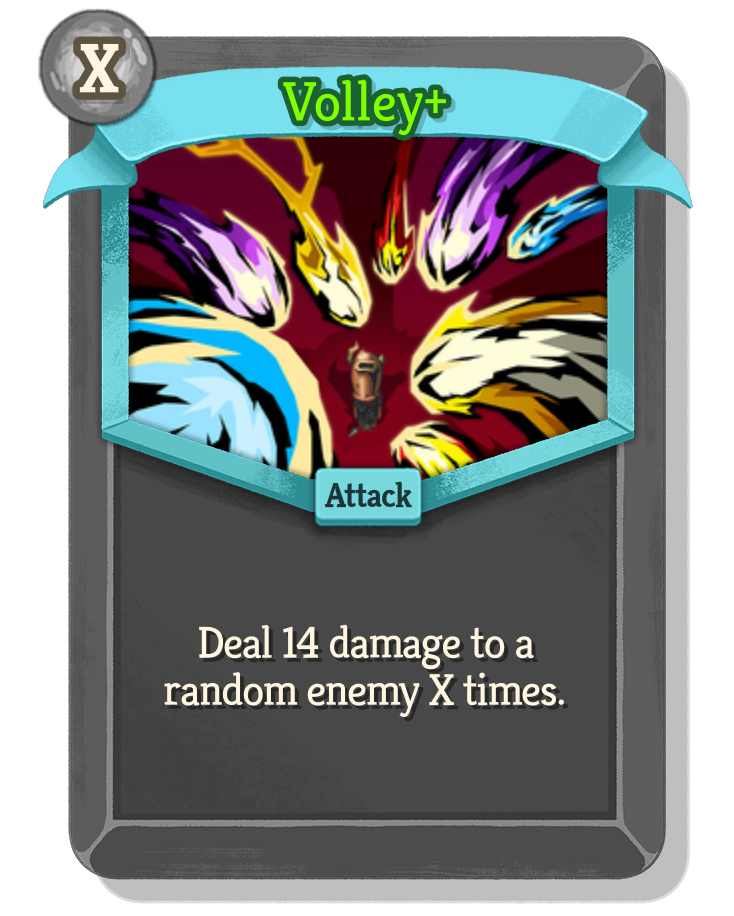 X
Volley+
Attack
Deal 14 damage to a
random enemy X times.